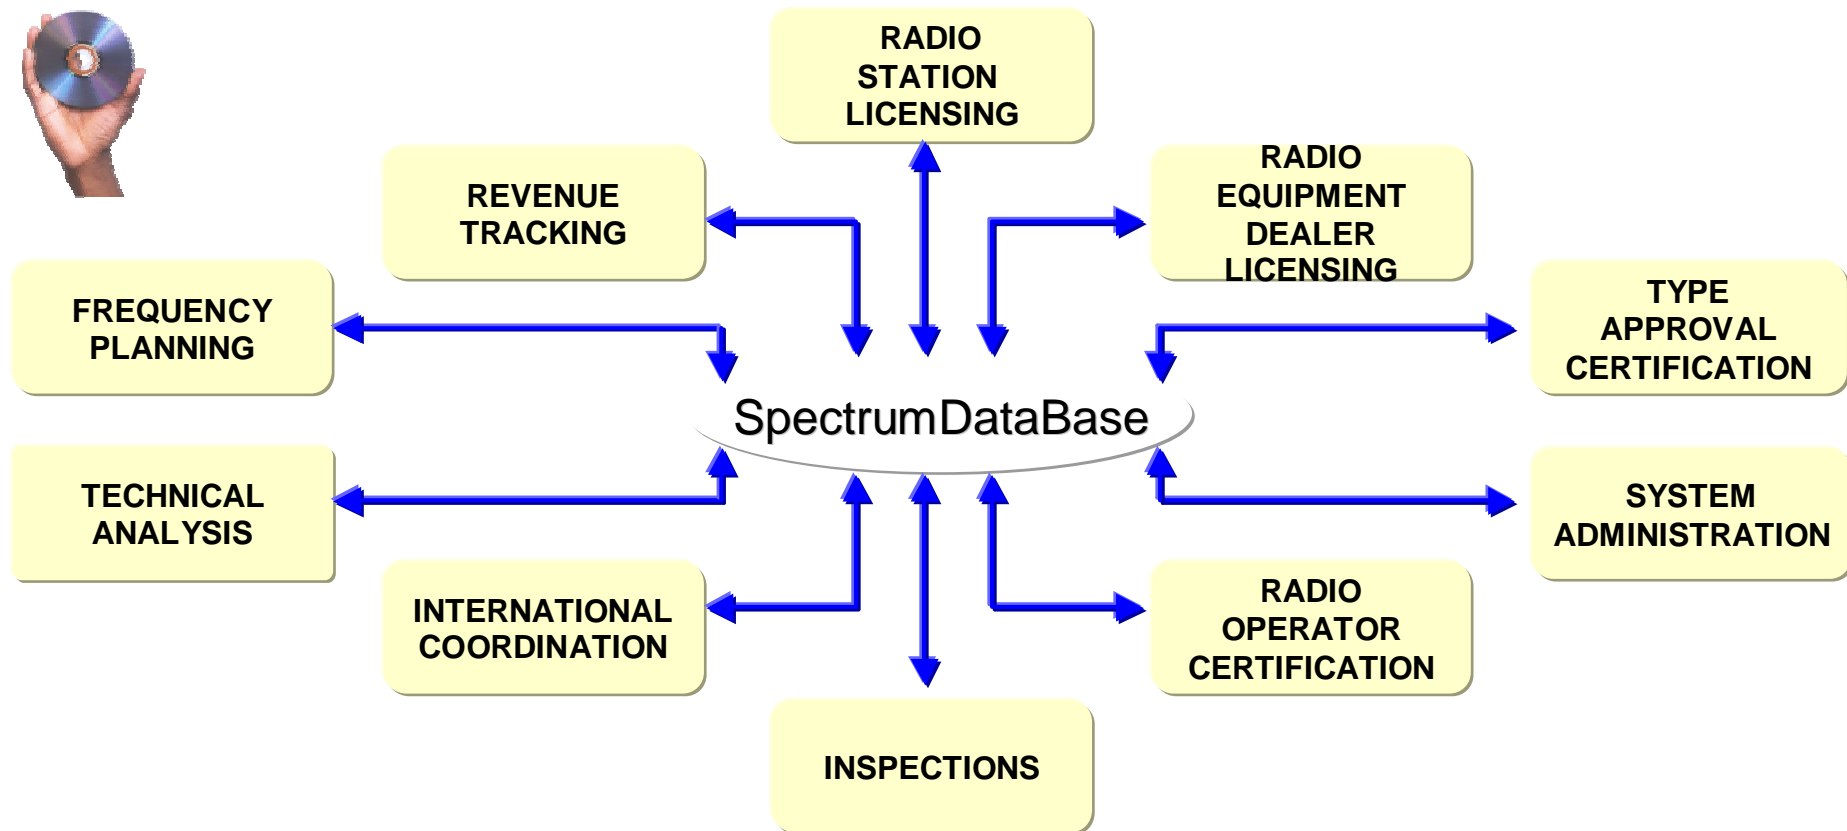 RADIO
STATION
LICENSING
REVENUE
TRACKING
RADIO
EQUIPMENT
DEALER
LICENSING
FREQUENCY
PLANNING
TYPE
APPROVAL
CERTIFICATION
SpectrumDataBase
TECHNICAL
ANALYSIS
SYSTEM
ADMINISTRATION
INTERNATIONAL
COORDINATION
RADIO
OPERATOR
CERTIFICATION
INSPECTIONS